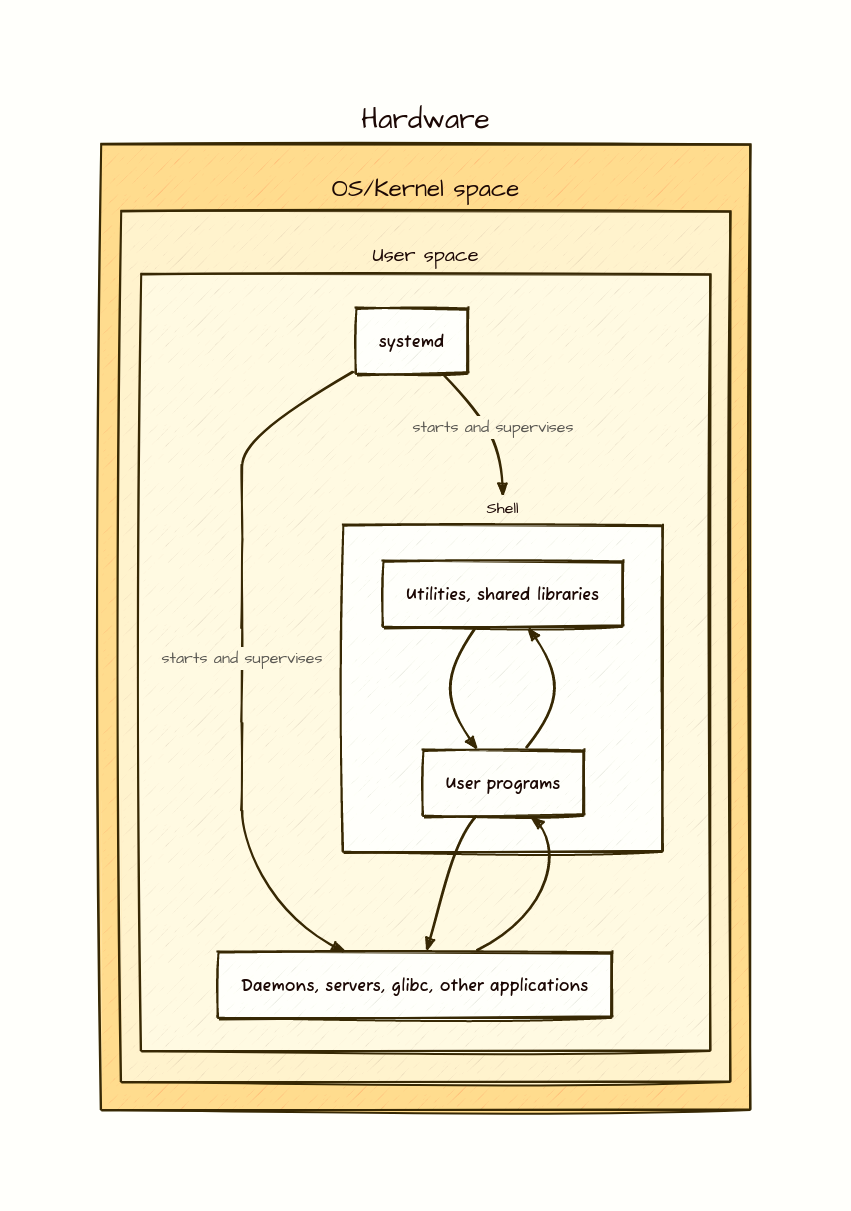 Hardware
OS/Kernel space
User space
systemd
starts and supervises
Shell
Utilities, shared libraries
starts and supervises
User programs
Daemons, servers, glibc, other applications